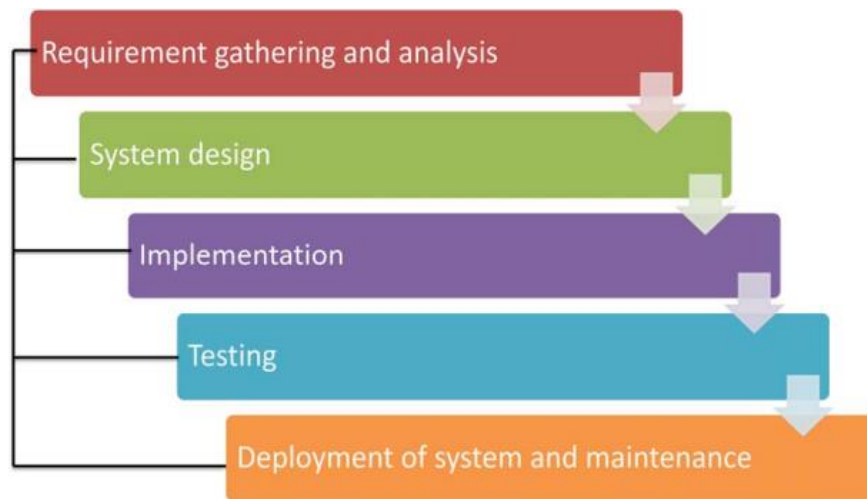 Requirement gathering and analysis
System design
Implementation
Testing
Deployment of system and maintenance